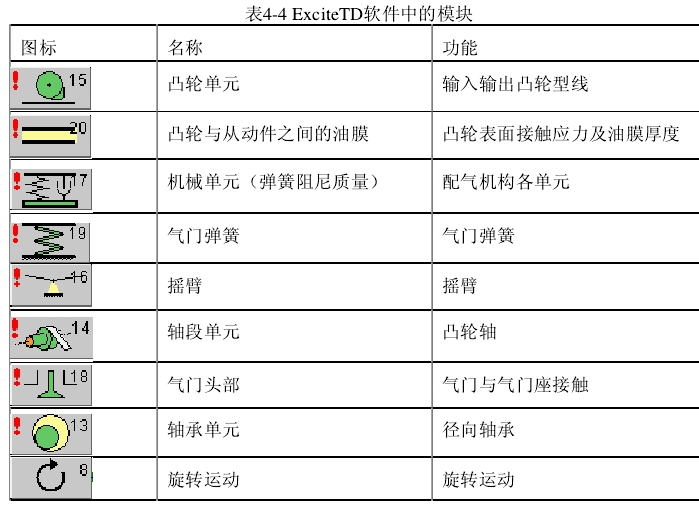 表4-4 ExciteTD软件中的模块
图标 名称 功能
15 凸轮单元 输入输出凸轮型线
20 凸轮与从动件之间的油膜 凸轮表面接触应力及油膜厚度
17 机械单元（弹簧阻尼质量） 配气机构各单元
19 气门弹簧 气门弹簧
16 摇臂 摇臂
14 轴段单元 凸轮轴
18 气门头部 气门与气门座接触
13 轴承单元 径向轴承
8 旋转运动 旋转运动